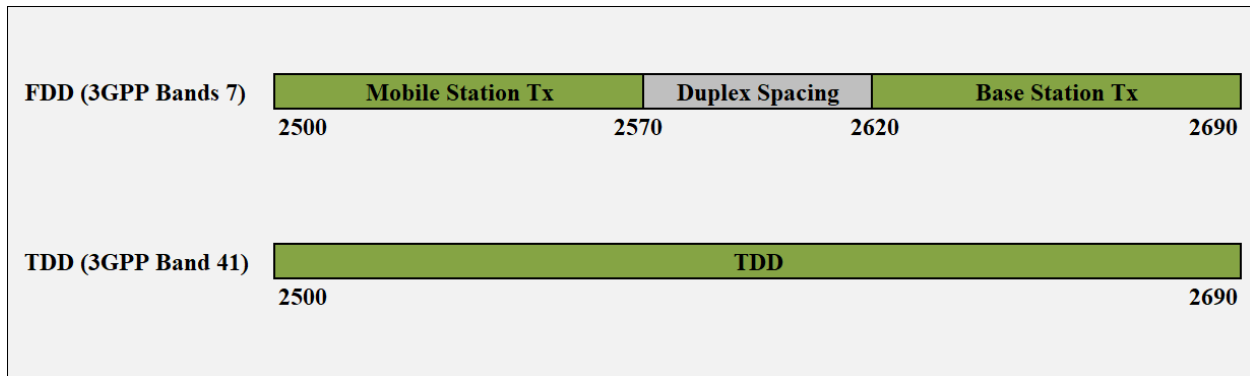 FDD (3GPP Bands 7) Mobile Station Tx Duplex Spacing Base Station Tx
2500 2570 2620 2690
TDD (3GPP Band 41) TDD
2500 2690